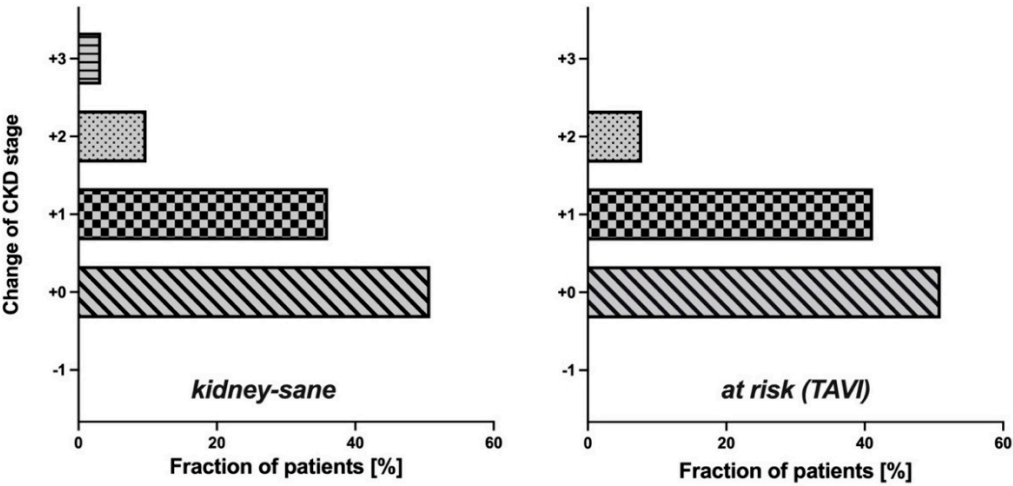 Change of CKD stage
+3
+2
+1
+0
-1
kidney-sane
0 20 40 60
Fraction of patients [%]
+3
+2
+1
+0
-1
at risk (TAVI)
0 20 40 60
Fraction of patients [%]